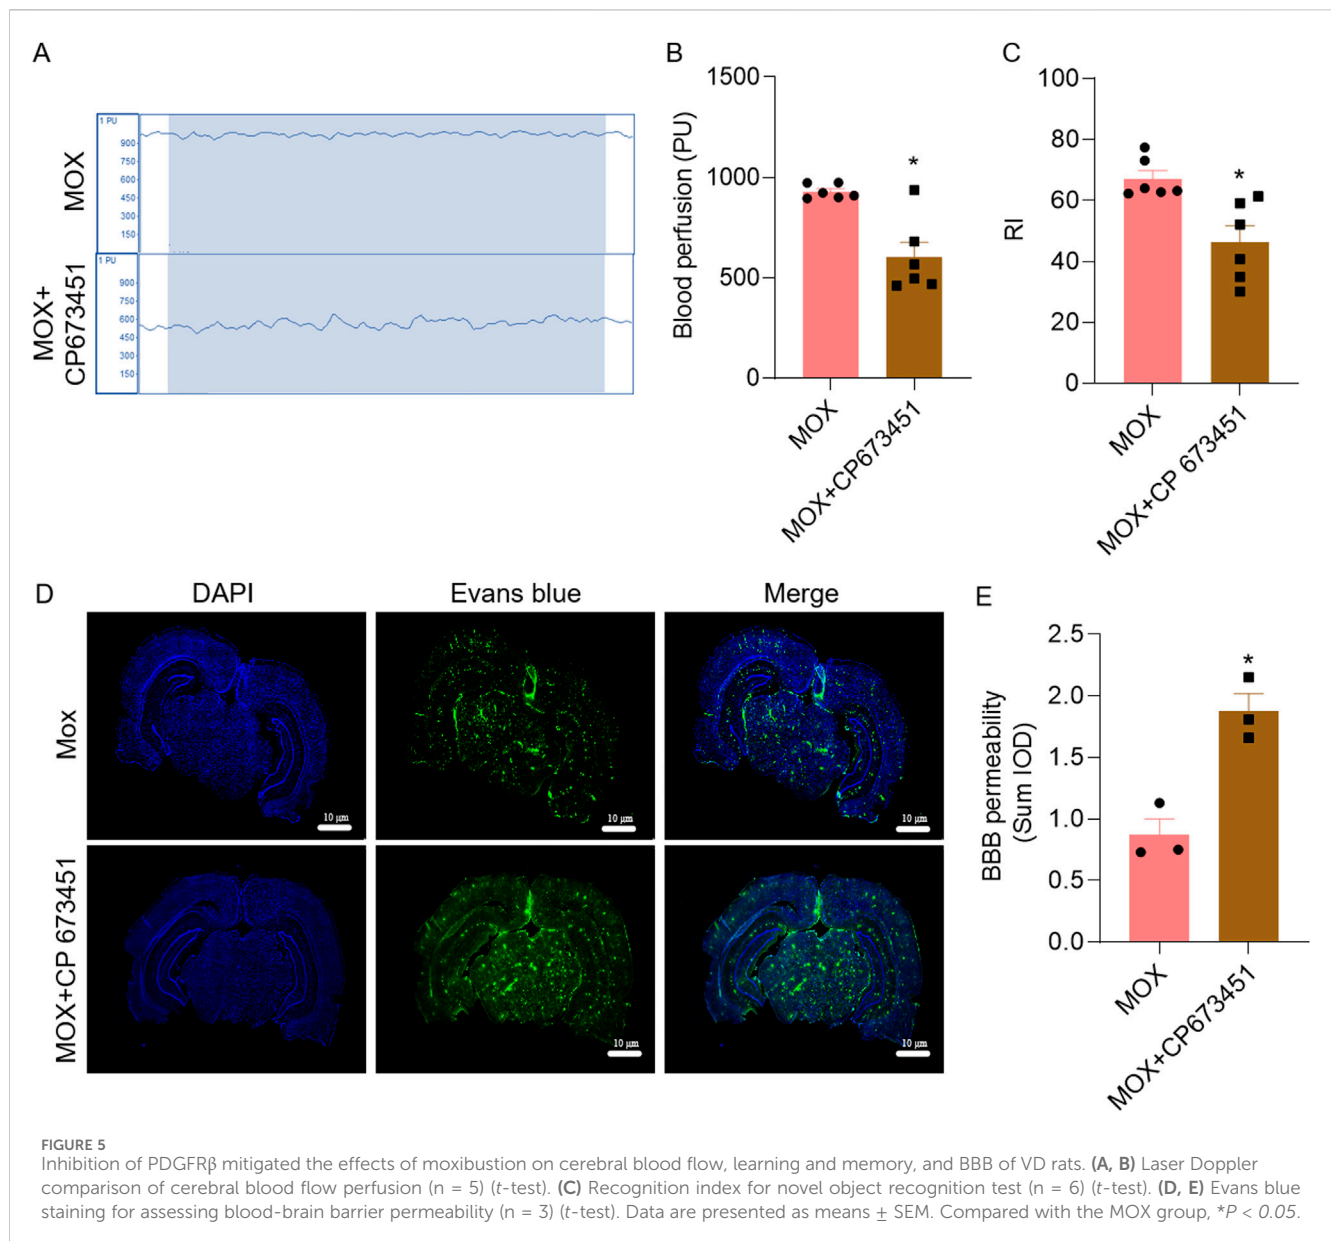 A
MOX
1 PU
900
750
600
450
300
150
MOX+
CP673451
1 PU
900
750
600
450
300
150
B
Blood perfusion (PU)
1500
1000
500
0
*
MOX
MOX+CP673451
C
RI
100
80
60
40
20
0
*
MOX
MOX+CP 673451
D
DAPI
Evans blue
Merge
Mox
10 μm
10 μm
10 μm
MOX+CP 673451
10 μm
10 μm
10 μm
E
BBB permeability
(Sum IOD)
2.5
2.0
1.5
1.0
0.5
0.0
*
MOX
MOX+CP673451
FIGURE 5
Inhibition of PDGFRβ mitigated the effects of moxibustion on cerebral blood flow, learning and memory, and BBB of VD rats. (A, B) Laser Doppler
comparison of cerebral blood flow perfusion (n = 5) (t-test). (C) Recognition index for novel object recognition test (n = 6) (t-test). (D, E) Evans blue
staining for assessing blood-brain barrier permeability (n = 3) (t-test). Data are presented as means ± SEM. Compared with the MOX group, *P < 0.05.